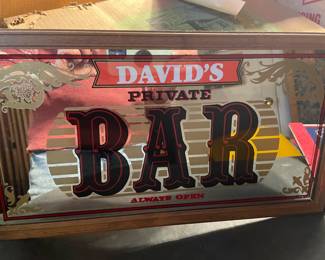 DAVID'S
PRIVATE
BAR
ALWAYS OPEN